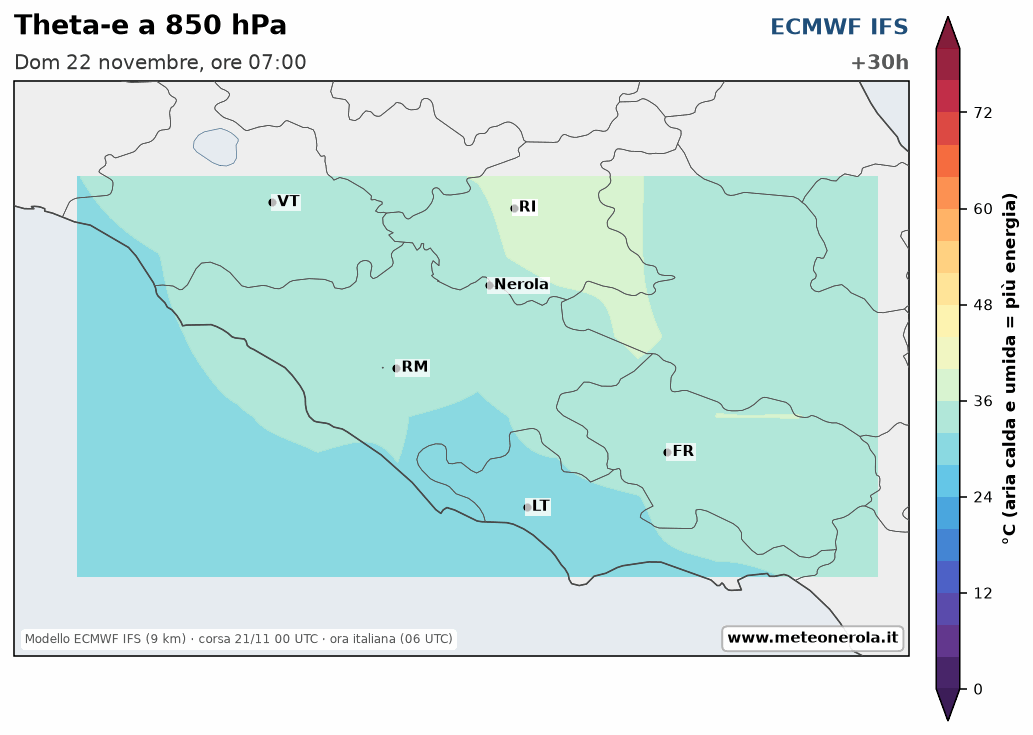 Theta-e a 850 hPa
ECMWF IFS
Dom 22 novembre, ore 07:00
+30h
VT
RI
Nerola
RM
FR
LT
Modello ECMWF IFS (9 km) · corsa 21/11 00 UTC · ora italiana (06 UTC)
www.meteonerola.it
72
60
48
36
24
12
0
°C (aria calda e umida = più energia)